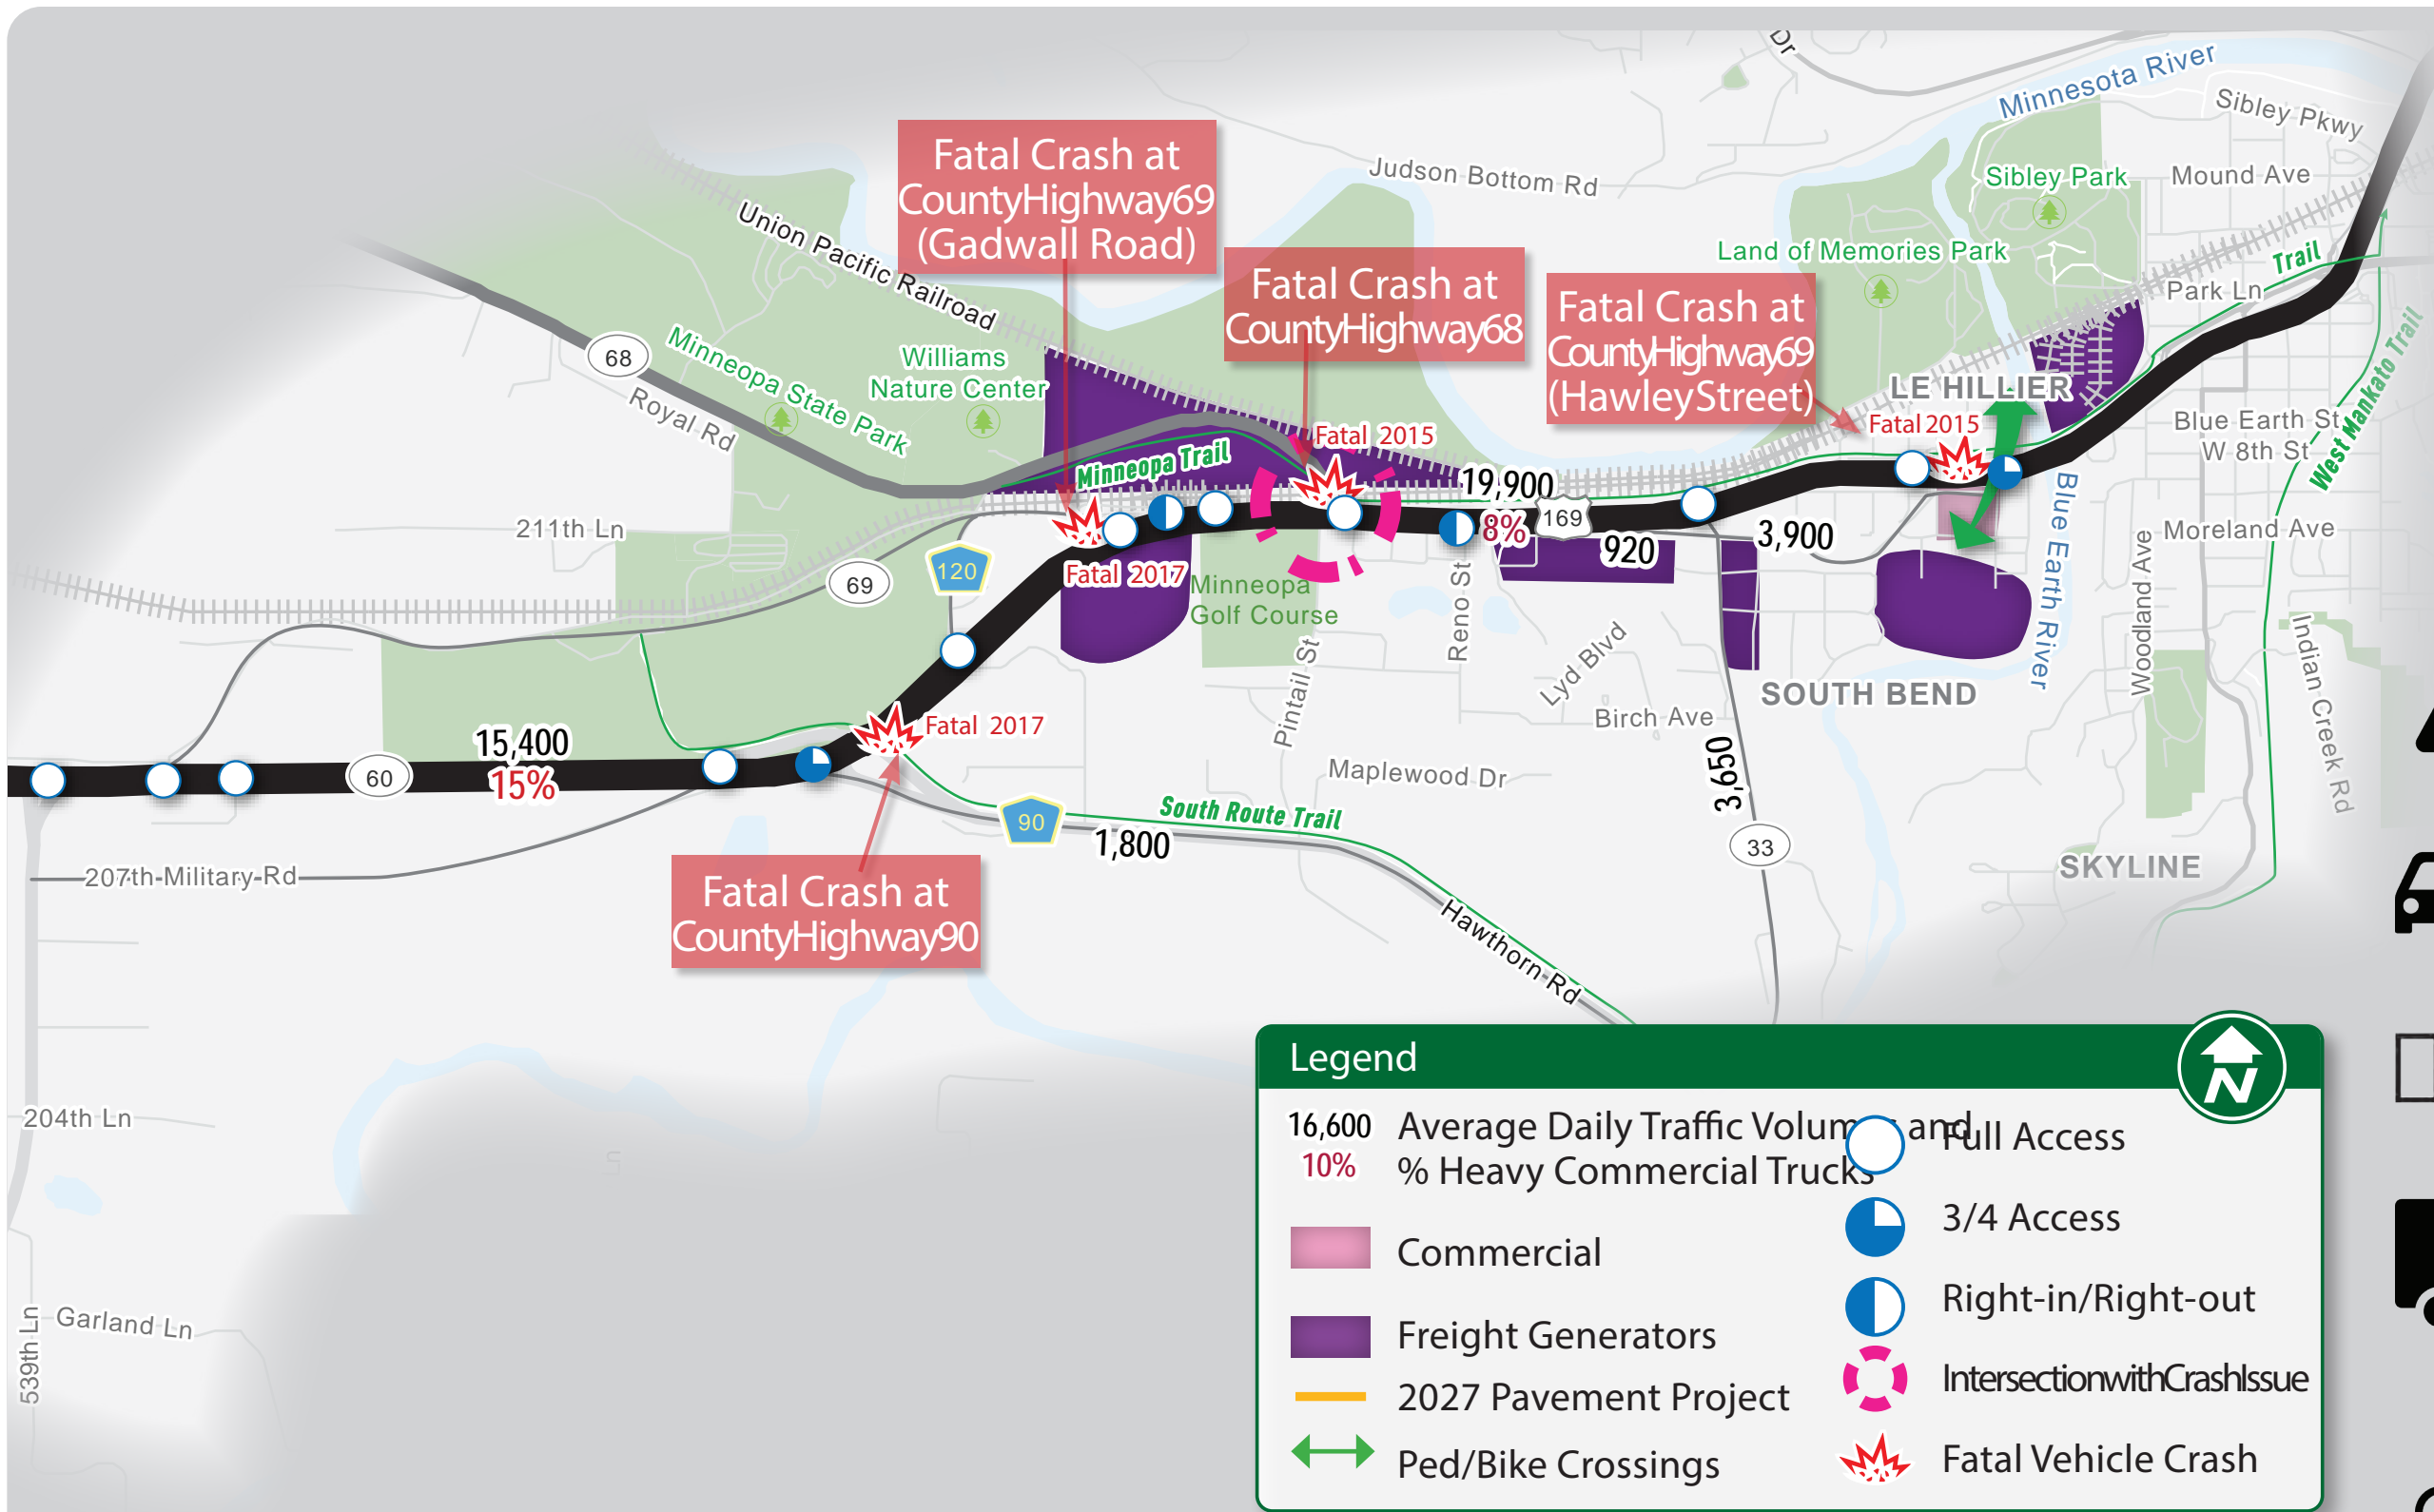 Dr
Minnesota River
Sibley Pkwy
Fatal Crash at
CountyHighway69
(Gadwall Road)
Judson Bottom Rd
Sibley Park
Mound Ave
Union Pacific Railroad
Land of Memories Park
Trail
Park Ln
Fatal Crash at
CountyHighway68
Fatal Crash at
CountyHighway69
(HawleyStreet)
68
Minneopa State Park
Williams
Nature Center
Royal Rd
LE HILLIER
West Mankato Trail
Blue Earth St
W 8th St
Fatal 2015
Fatal 2015
Minneopa Trail
19,900
8%
169
920
3,900
211th Ln
Moreland Ave
120
69
Fatal 2017
Minneopa
Golf Course
Reno St
Blue Earth River
Woodland Ave
Indian Creek Rd
Pintail St
Lyd Blvd
Birch Ave
SOUTH BEND
Fatal 2017
15,400
15%
60
3,650
Maplewood Dr
South Route Trail
90
1,800
33
SKYLINE
207th-Military-Rd
Fatal Crash at
CountyHighway90
Hawthorn-Rd
204th Ln
539th Ln
Garland Ln
Legend
N
16,600
10%
Average Daily Traffic Volumes and
% Heavy Commercial Trucks
Commercial
Freight Generators
2027 Pavement Project
Ped/Bike Crossings
Full Access
3/4 Access
Right-in/Right-out
IntersectionwithCrashIssue
Fatal Vehicle Crash